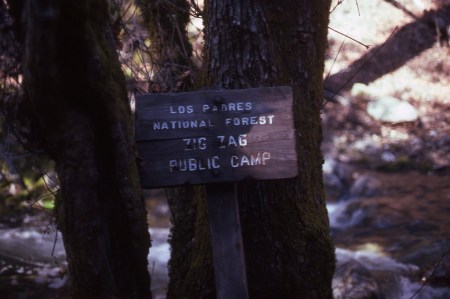 LOS PADRES
NATIONAL FOREST
ZIG ZAG
PUBLIC CAMP